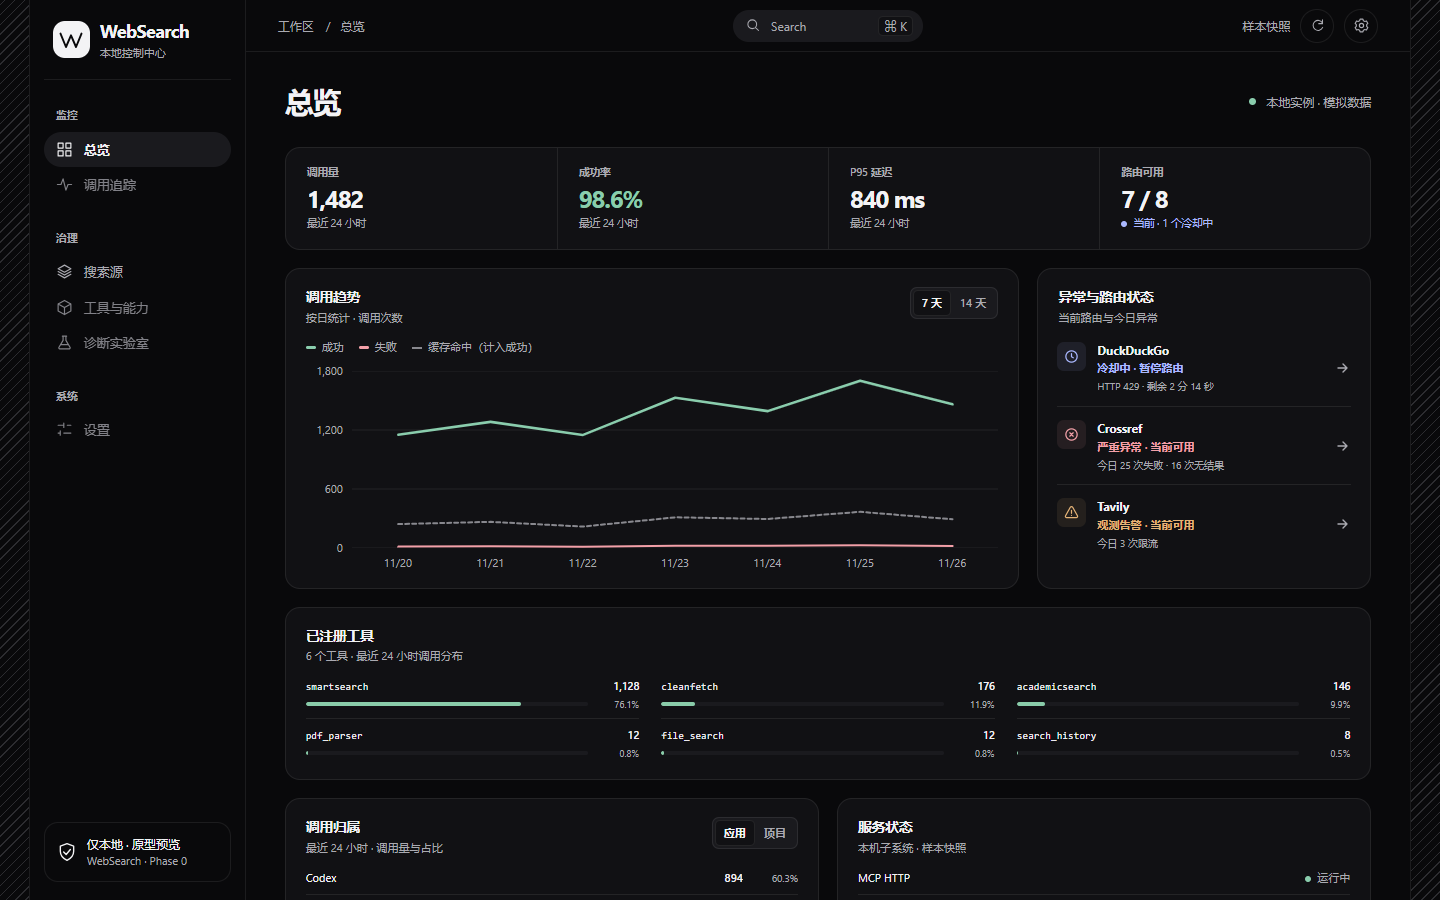 WebSearch
本地控制中心
监控
总览
调用追踪
治理
搜索源
工具与能力
诊断实验室
系统
设置
仅本地 · 原型预览
WebSearch · Phase 0
工作区 / 总览
Search
⌘ K
样本快照
总览
本地实例 · 模拟数据
调用量
1,482
最近 24 小时
成功率
98.6%
最近 24 小时
P95 延迟
840 ms
最近 24 小时
路由可用
7 / 8
当前 · 1 个冷却中
调用趋势
按日统计 · 调用次数
7 天 14 天
成功 失败 缓存命中（计入成功）
1,800
1,200
600
0
11/20 11/21 11/22 11/23 11/24 11/25 11/26
异常与路由状态
当前路由与今日异常
DuckDuckGo
冷却中 · 暂停路由
HTTP 429 · 剩余 2 分 14 秒
Crossref
严重异常 · 当前可用
今日 25 次失败 · 16 次无结果
Tavily
观测告警 · 当前可用
今日 3 次限流
已注册工具
6 个工具 · 最近 24 小时调用分布
smartsearch 1,128
76.1%
cleanfetch 176
11.9%
academicsearch 146
9.9%
pdf_parser 12
0.8%
file_search 12
0.8%
search_history 8
0.5%
调用归属
最近 24 小时 · 调用量与占比
应用 项目
Codex 894 60.3%
服务状态
本机子系统 · 样本快照
MCP HTTP 运行中